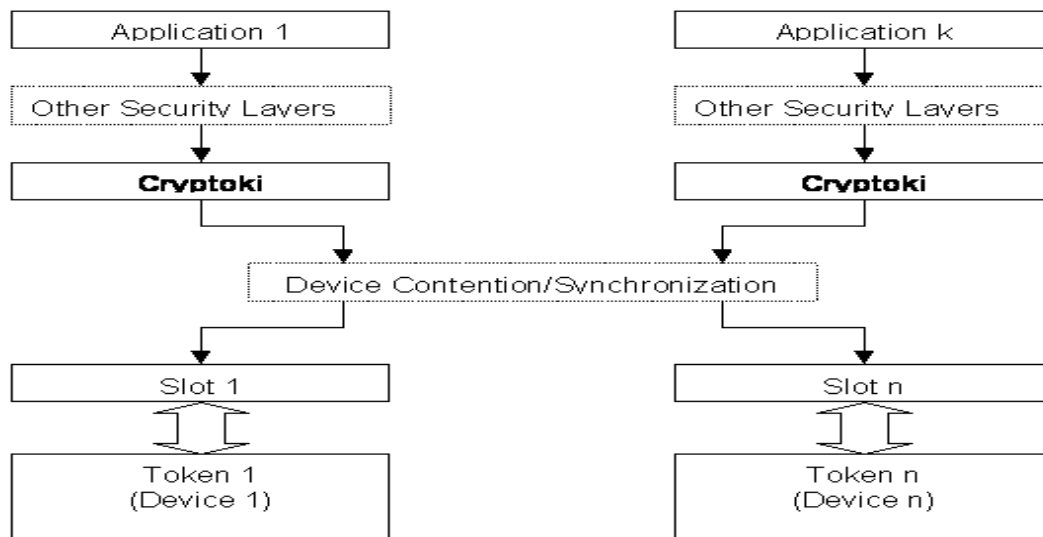 Application 1
Application k
Other Security Layers
Other Security Layers
Cryptoki
Cryptoki
Device Contention/Synchronization
Slot 1
Slot n
Token 1
(Device 1)
Token n
(Device n)